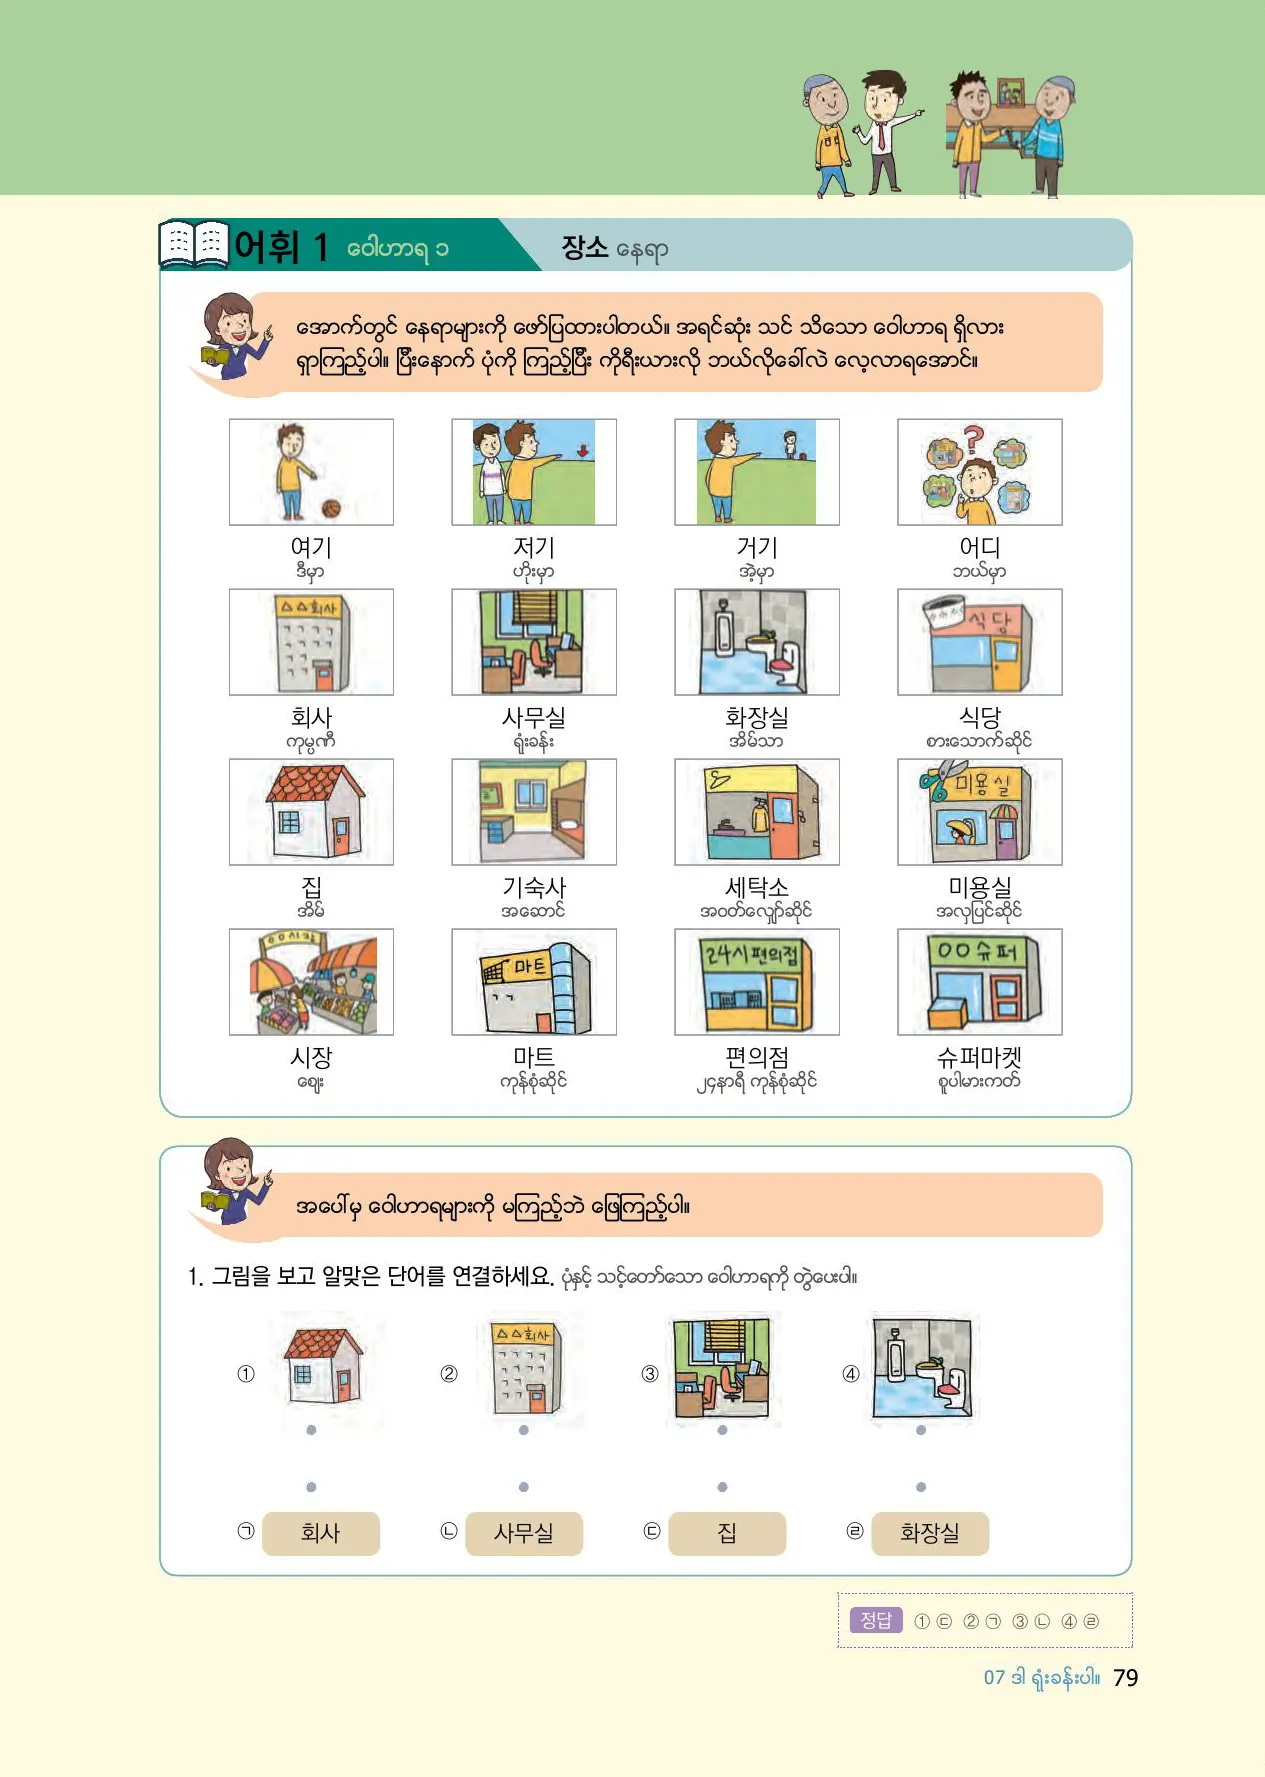 어휘 1 ဝေါဟာရ ၁
장소 နေရာ
အောက်တွင် နေရာများကို ဖော်ပြထားပါတယ်။ အရင်ဆုံး သင် သိသော ဝေါဟာရ ရှိလား
ရှာကြည့်ပါ။ ပြီးနောက် ပုံကို ကြည့်ပြီး ကိုရီးယားလို ဘယ်လိုခေါ်လဲ လေ့လာရအောင်။
여기 저기 거기 어디
ဒီမှာ ဟိုးမှာ အဲ့မှာ ဘယ်မှာ
△△회사 식당
회사 사무실 화장실 식당
ကုမ္ပဏီ ရုံးခန်း အိမ်သာ စားသောက်ဆိုင်
미용실
집 기숙사 세탁소 미용실
အိမ် အဆောင် အဝတ်လျှော်ဆိုင် အလှပြင်ဆိုင်
○○시장 마트 24시편의점 ○○슈퍼
시장 마트 편의점 슈퍼마켓
ဈေး ကုန်စုံဆိုင် ၂၄နာရီ ကုန်စုံဆိုင် စူပါမားကတ်
အပေါ်မှ ဝေါဟာရများကို မကြည့်ဘဲ ဖြေကြည့်ပါ။
1. 그림을 보고 알맞은 단어를 연결하세요. ပုံနှင့် သင့်တော်သော ဝေါဟာရကို တွဲပေးပါ။
△△회사
① ② ③ ④
㉠ 회사 ㉡ 사무실 ㉢ 집 ㉣ 화장실
정답 ① ㉢ ② ㉠ ③ ㉡ ④ ㉣
07 ဒါ ရုံးခန်းပါ။ 79